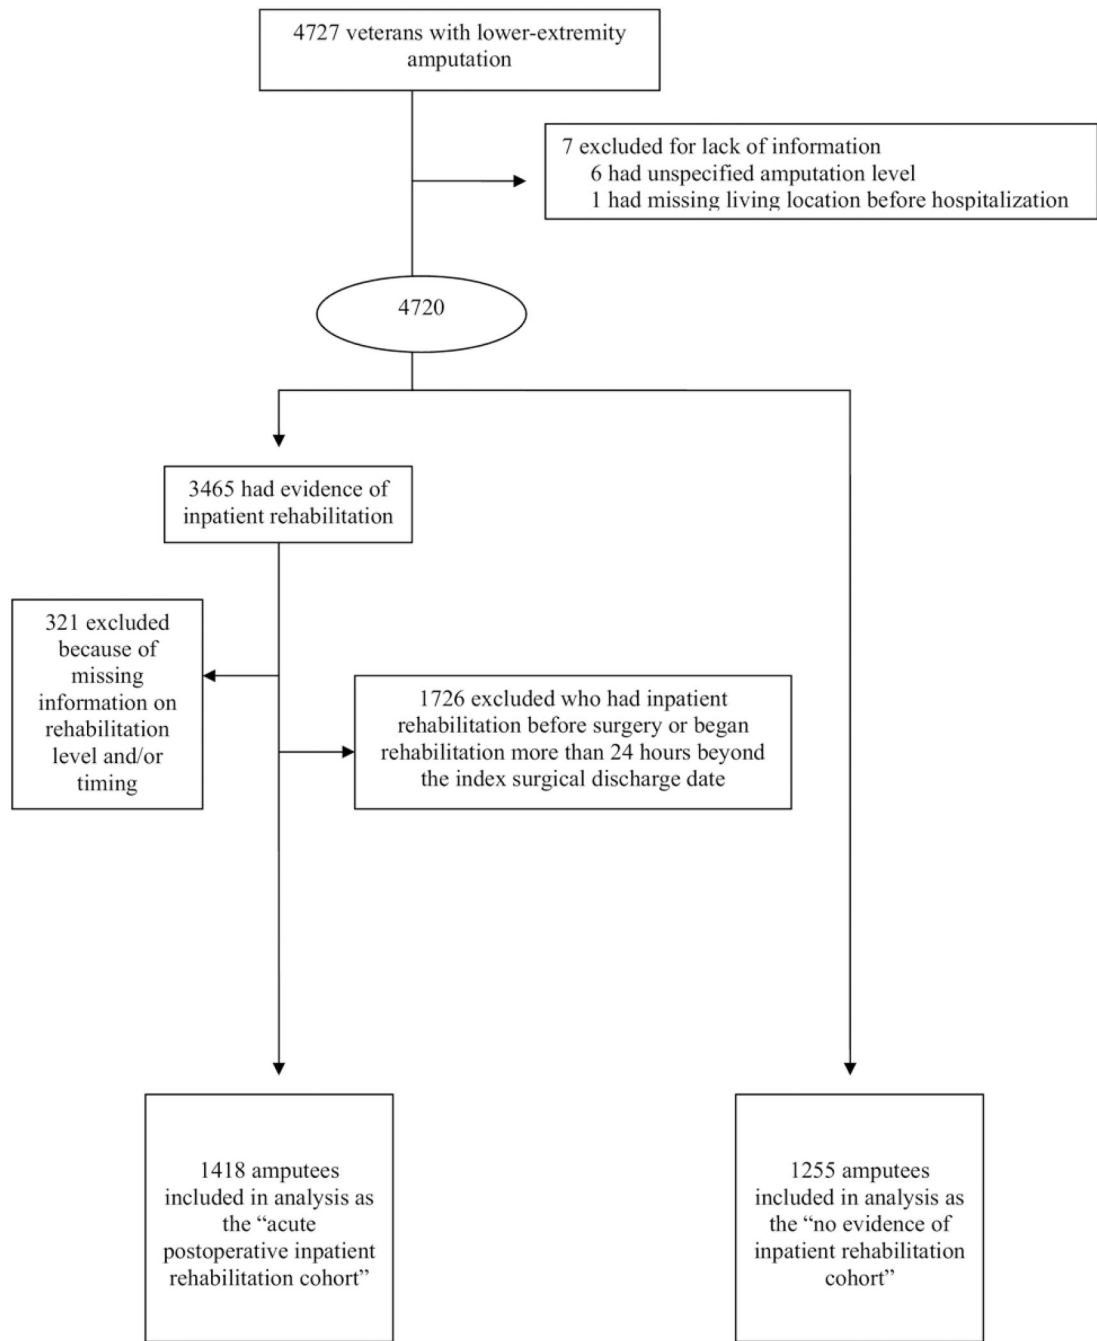 4727 veterans with lower-extremity
amputation
7 excluded for lack of information
6 had unspecified amputation level
1 had missing living location before hospitalization
4720
3465 had evidence of
inpatient rehabilitation
321 excluded
because of
missing
information on
rehabilitation
level and/or
timing
1726 excluded who had inpatient
rehabilitation before surgery or began
rehabilitation more than 24 hours beyond
the index surgical discharge date
1418 amputees
included in analysis as
the “acute
postoperative inpatient
rehabilitation cohort”
1255 amputees
included in analysis as
the “no evidence of
inpatient rehabilitation
cohort”